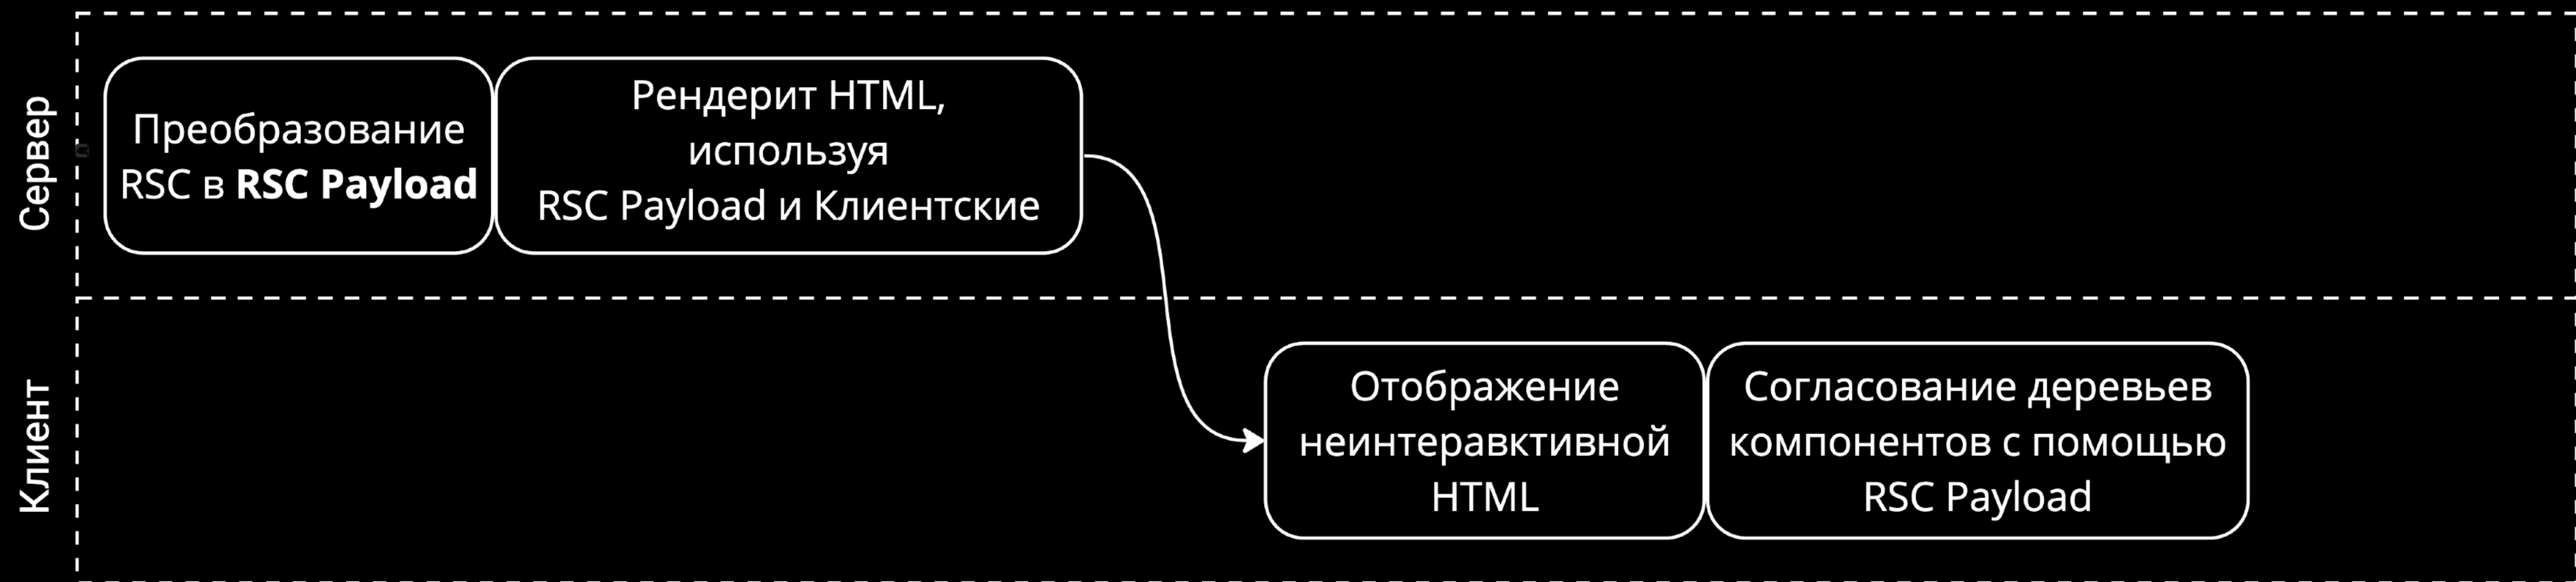 Сервер
Преобразование
RSC в RSC Payload
Рендерит HTML,
используя
RSC Payload и Клиентские
Клиент
Отображение
неинтеравктивной
HTML
Согласование деревьев
компонентов с помощью
RSC Payload